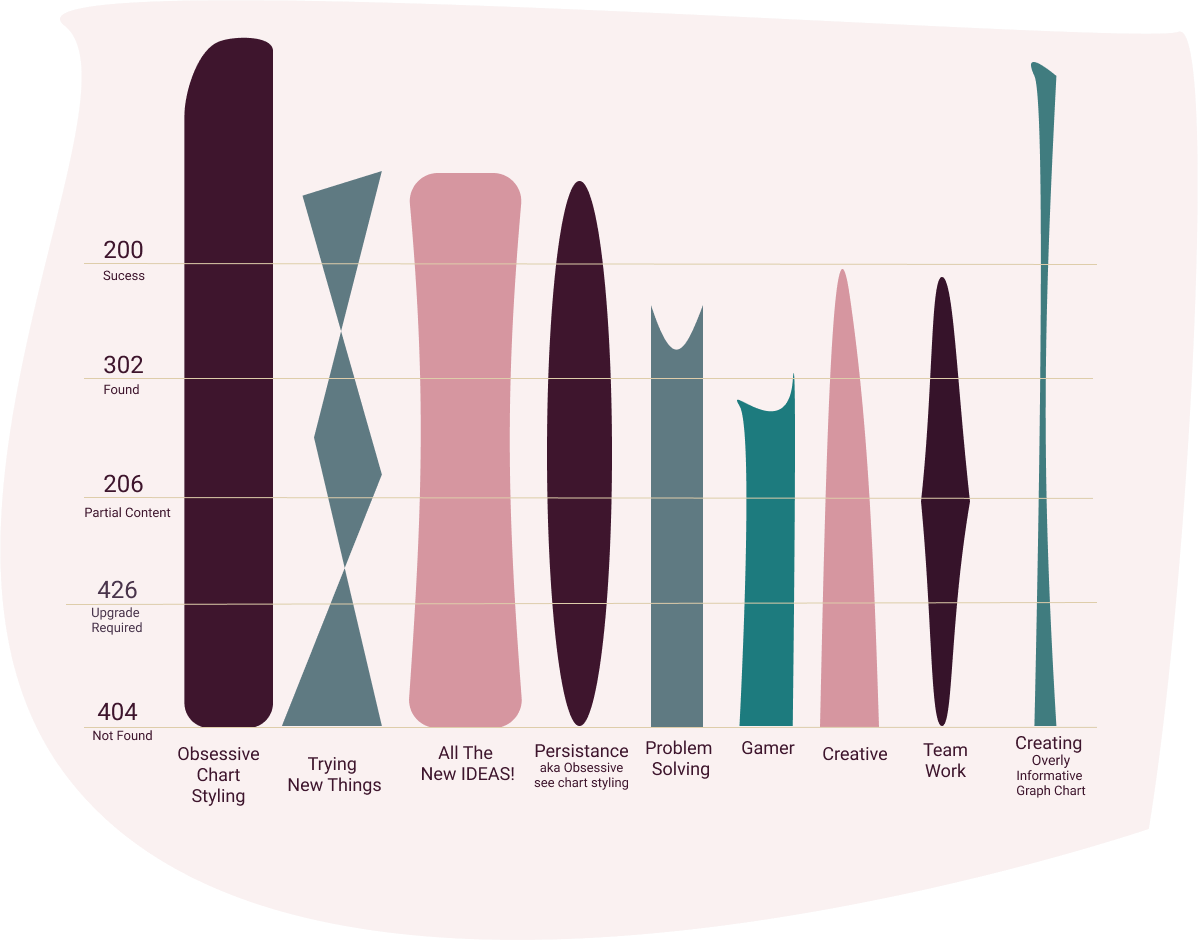 200
Sucess
302
Found
206
Partial Content
426
Upgrade
Required
404
Not Found
Obsessive
Chart
Styling
Trying
New Things
All The
New IDEAS!
Persistance
aka Obsessive
see chart styling
Problem
Solving
Gamer
Creative
Team
Work
Creating
Overly
Informative
Graph Chart